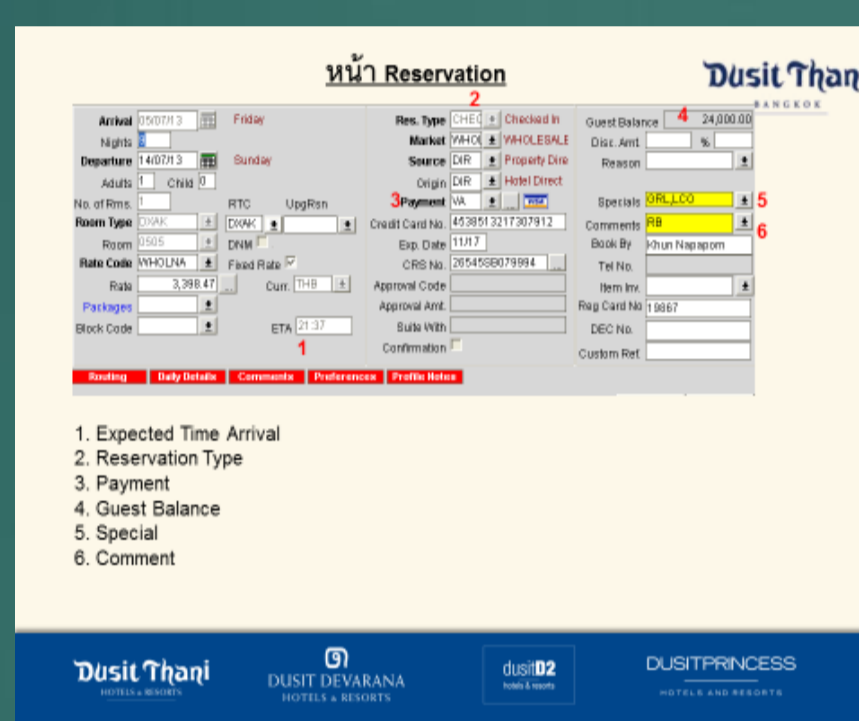 หน้า Reservation
Dusit Than
BANGKOK
2
Arrival 05/07/13 Friday
Nights 9
Departure 14/07/13 Sunday
Adults 1 Child 0
No. of Rms. 1 RTC UpgRsn
Room Type DXAK DXAK
Room 0505 DNM
Rate Code WHOLNA Fixed Rate
Rate 3,398.47 ... Curr. THB
Packages
Block Code ETA 21:37
1
Res. Type CHEC Checked In
Market WHOL WHOLESALE
Source DIR Property Dire
Origin DIR Hotel Direct
3 Payment VA ... VISA
Credit Card No. 4538513217307912
Exp. Date 11/17
CRS No. 26545SB079994 ...
Approval Code
Approval Amt.
Suite With
Confirmation
Guest Balance 4 24,000.00
Disc. Amt. %
Reason
Specials GRL,LCO 5
Comments RB 6
Book By Khun Napaporn
Tel No.
Item Inv.
Reg Card No 19867
DEC No.
Custom Ref.
Routing Daily Details Comments Preferences Profile Notes
1. Expected Time Arrival
2. Reservation Type
3. Payment
4. Guest Balance
5. Special
6. Comment
Dusit Thani
HOTELS & RESORTS
DUSIT DEVARANA
HOTELS & RESORTS
dusitD2
hotels & resorts
DUSITPRINCESS
HOTELS AND RESORTS